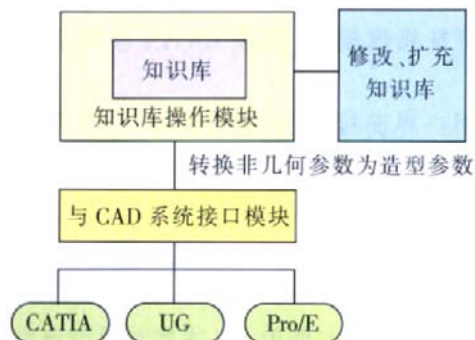 知识库
知识库操作模块
修改、扩充
知识库
转换非几何参数为造型参数
与 CAD 系统接口模块
CATIA
UG
Pro/E